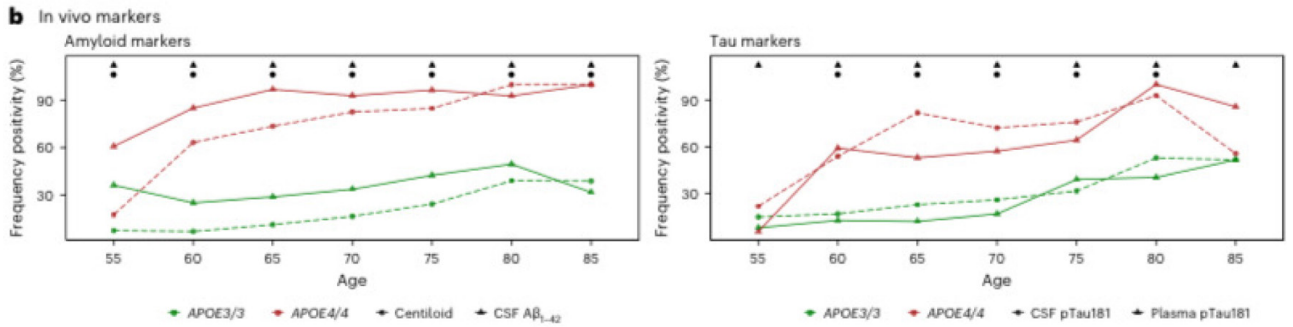 b In vivo markers
Amyloid markers
Frequency positivity (%)
90
60
30
55 60 65 70 75 80 85
Age
APOE3/3 APOE4/4 Centiloid CSF Aβ1–42
Tau markers
Frequency positivity (%)
90
60
30
55 60 65 70 75 80 85
Age
APOE3/3 APOE4/4 CSF pTau181 Plasma pTau181